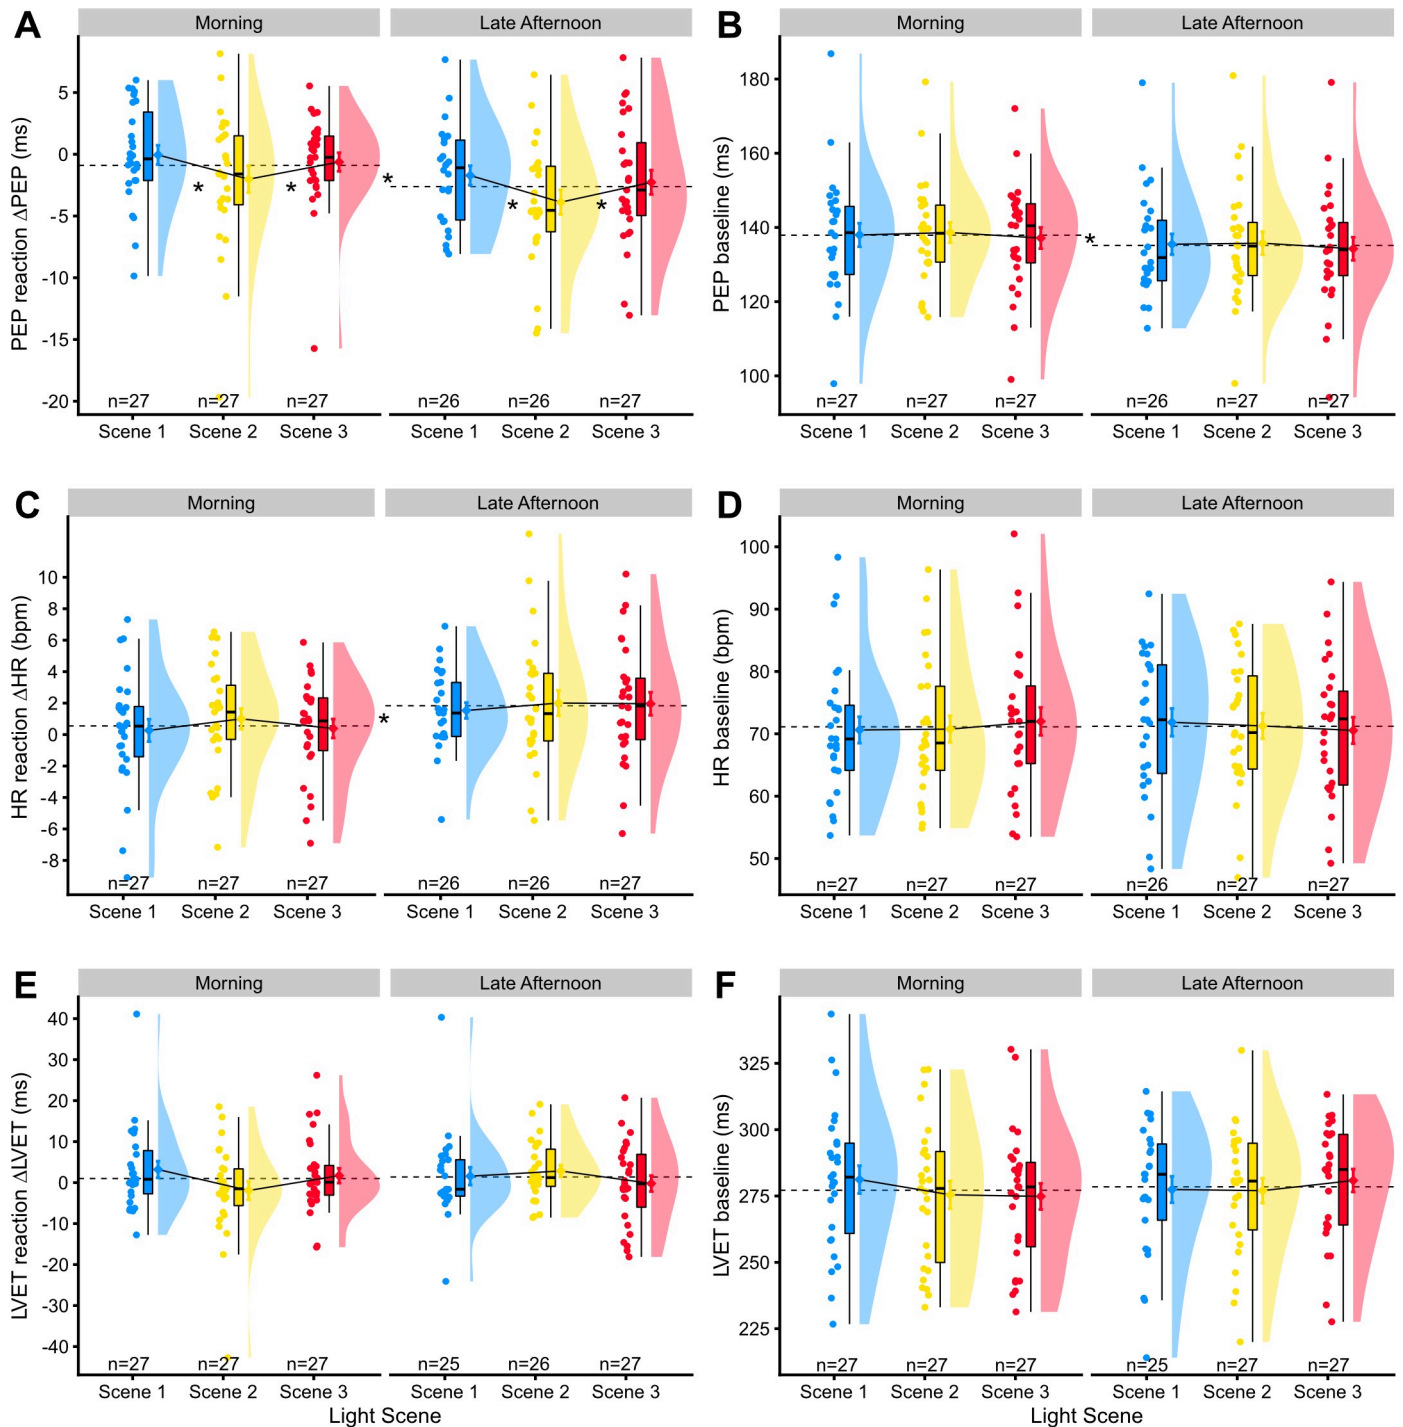 A
Morning
Late Afternoon
PEP reaction ΔPEP (ms)
5
0
-5
-10
-15
-20
*
*
*
*
*
n=27
n=27
n=27
n=26
n=26
n=27
Scene 1
Scene 2
Scene 3
Scene 1
Scene 2
Scene 3
B
Morning
Late Afternoon
PEP baseline (ms)
180
160
140
120
100
*
n=27
n=27
n=27
n=26
n=27
n=27
Scene 1
Scene 2
Scene 3
Scene 1
Scene 2
Scene 3
C
Morning
Late Afternoon
HR reaction ΔHR (bpm)
10
8
6
4
2
0
-2
-4
-6
-8
*
n=27
n=27
n=27
n=26
n=26
n=27
Scene 1
Scene 2
Scene 3
Scene 1
Scene 2
Scene 3
D
Morning
Late Afternoon
HR baseline (bpm)
100
90
80
70
60
50
n=27
n=27
n=27
n=26
n=27
n=27
Scene 1
Scene 2
Scene 3
Scene 1
Scene 2
Scene 3
E
Morning
Late Afternoon
LVET reaction ΔLVET (ms)
40
30
20
10
0
-10
-20
-30
-40
n=27
n=27
n=27
n=25
n=26
n=27
Scene 1
Scene 2
Scene 3
Scene 1
Scene 2
Scene 3
Light Scene
F
Morning
Late Afternoon
LVET baseline (ms)
325
300
275
250
225
n=27
n=27
n=27
n=25
n=27
n=27
Scene 1
Scene 2
Scene 3
Scene 1
Scene 2
Scene 3
Light Scene